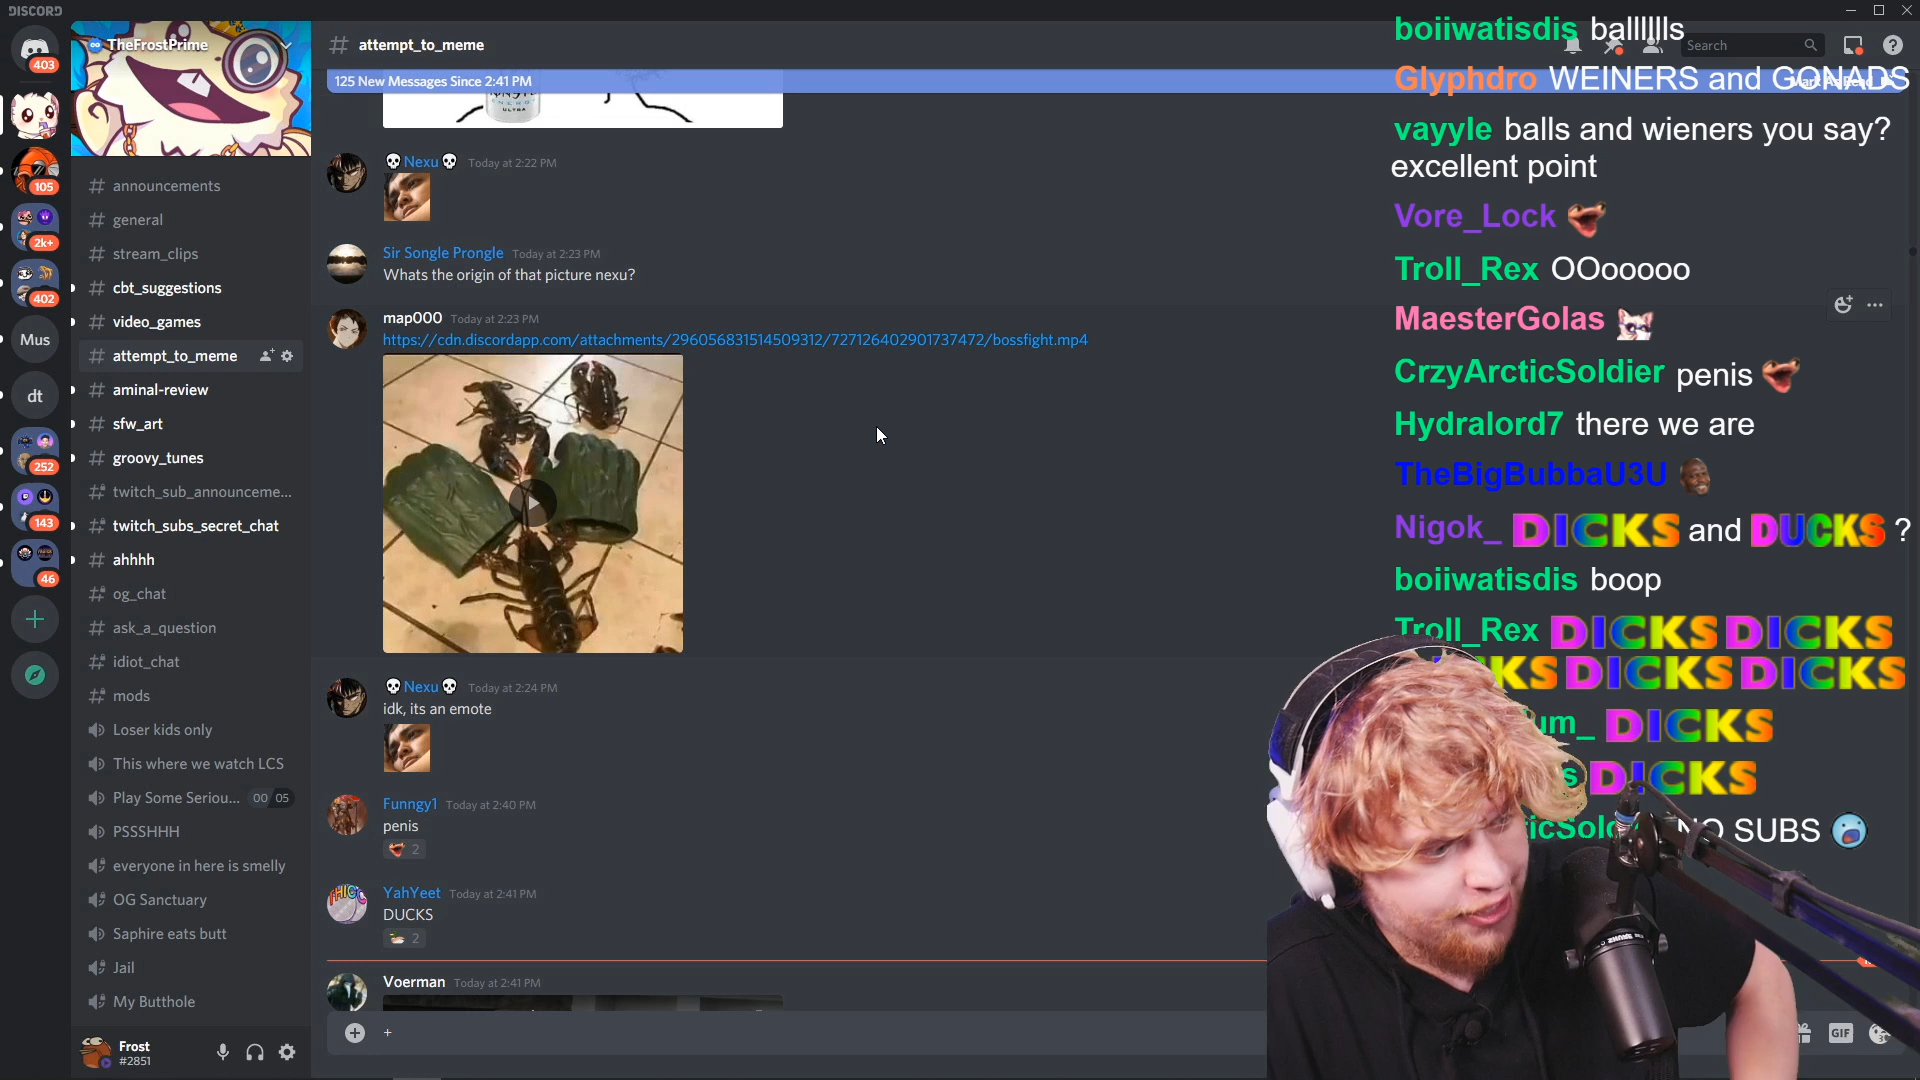 DISCORD
403
105
2k+
402
Mus
dt
252
143
46
TheFrostPrime
announcements
general
stream_clips
cbt_suggestions
video_games
attempt_to_meme
aminal-review
sfw_art
groovy_tunes
twitch_sub_announceme...
twitch_subs_secret_chat
ahhhh
og_chat
ask_a_question
idiot_chat
mods
Loser kids only
This where we watch LCS
Play Some Seriou... 00 05
PSSSHHH
everyone in here is smelly
OG Sanctuary
Saphire eats butt
Jail
My Butthole
Frost
#2851
# attempt_to_meme
Search
125 New Messages Since 2:41 PM
ENERGY
ULTRA
Nexu Today at 2:22 PM
Sir Songle Prongle Today at 2:23 PM
Whats the origin of that picture nexu?
map000 Today at 2:23 PM
https://cdn.discordapp.com/attachments/296056831514509312/727126402901737472/bossfight.mp4
Nexu Today at 2:24 PM
idk, its an emote
Funngy1 Today at 2:40 PM
penis
2
YahYeet Today at 2:41 PM
DUCKS
2
Voerman Today at 2:41 PM
+
GIF
boiiwatisdis ballllls
Glyphdro WEINERS and GONADS
vayyle balls and wieners you say?
excellent point
Vore_Lock
Troll_Rex OOooooo
MaesterGolas
CrzyArcticSoldier penis
Hydralord7 there we are
TheBigBubbaU3U
Nigok_ DICKS and DUCKS ?
boiiwatisdis boop
Troll_Rex DICKS DICKS
DICKS DICKS
um_ DICKS
DICKS
NO SUBS